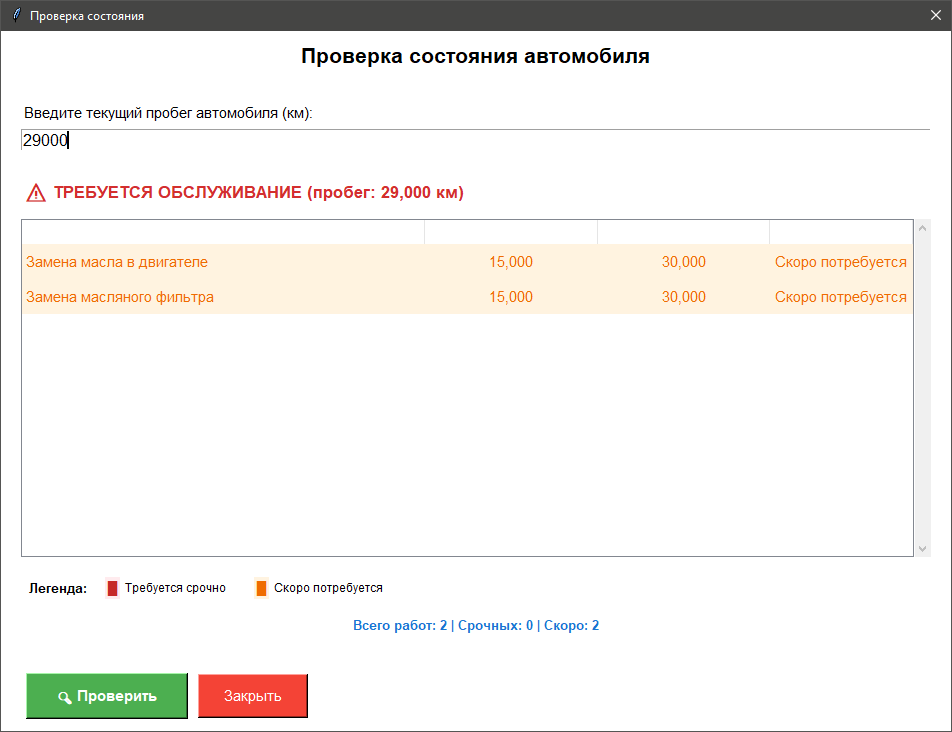 Проверка состояния
Проверка состояния автомобиля
Введите текущий пробег автомобиля (км):
29000
ТРЕБУЕТСЯ ОБСЛУЖИВАНИЕ (пробег: 29,000 км)
Замена масла в двигателе 15,000 30,000 Скоро потребуется
Замена масляного фильтра 15,000 30,000 Скоро потребуется
Легенда: Требуется срочно Скоро потребуется
Всего работ: 2 | Срочных: 0 | Скоро: 2
Проверить Закрыть